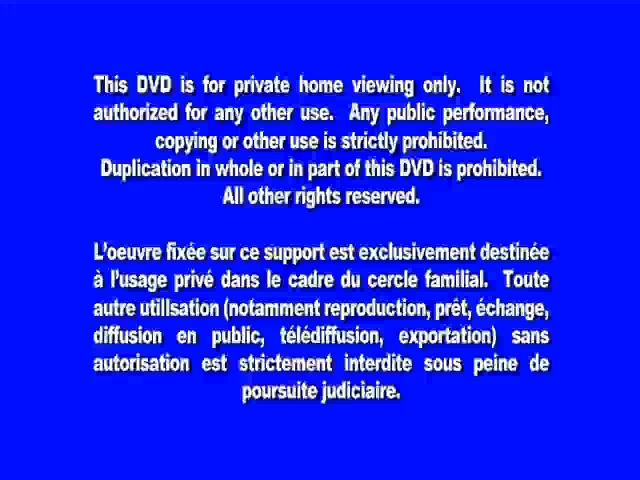 This DVD is for private home viewing only. It is not
authorized for any other use. Any public performance,
copying or other use is strictly prohibited.
Duplication in whole or in part of this DVD is prohibited.
All other rights reserved.
L'oeuvre fixée sur ce support est exclusivement destinée
à l'usage privé dans le cadre du cercle familial. Toute
autre utilisation (notamment reproduction, prêt, échange,
diffusion en public, télédiffusion, exportation) sans
autorisation est strictement interdite sous peine de
poursuite judiciaire.